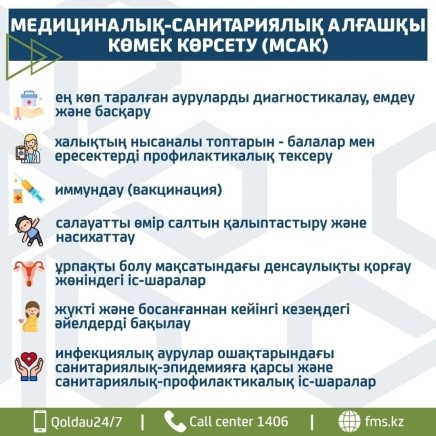 МЕДИЦИНАЛЫҚ-САНИТАРИЯЛЫҚ АЛҒАШҚЫ
КӨМЕК КӨРСЕТУ (МСАК)
ең көп таралған ауруларды диагностикалау, емдеу
және басқару
халықтың нысаналы топтарын - балалар мен
ересектерді профилактикалық тексеру
иммундау (вакцинация)
салауатты өмір салтын қалыптастыру және
насихаттау
ұрпақты болу мақсатындағы денсаулықты қорғау
жөніндегі іс-шаралар
жүкті және босанғаннан кейінгі кезеңдегі
әйелдерді бақылау
инфекциялық аурулар ошақтарындағы
санитариялық-эпидемияға қарсы және
санитариялық-профилактикалық іс-шаралар
Qoldau24/7 | Call center 1406 | fms.kz